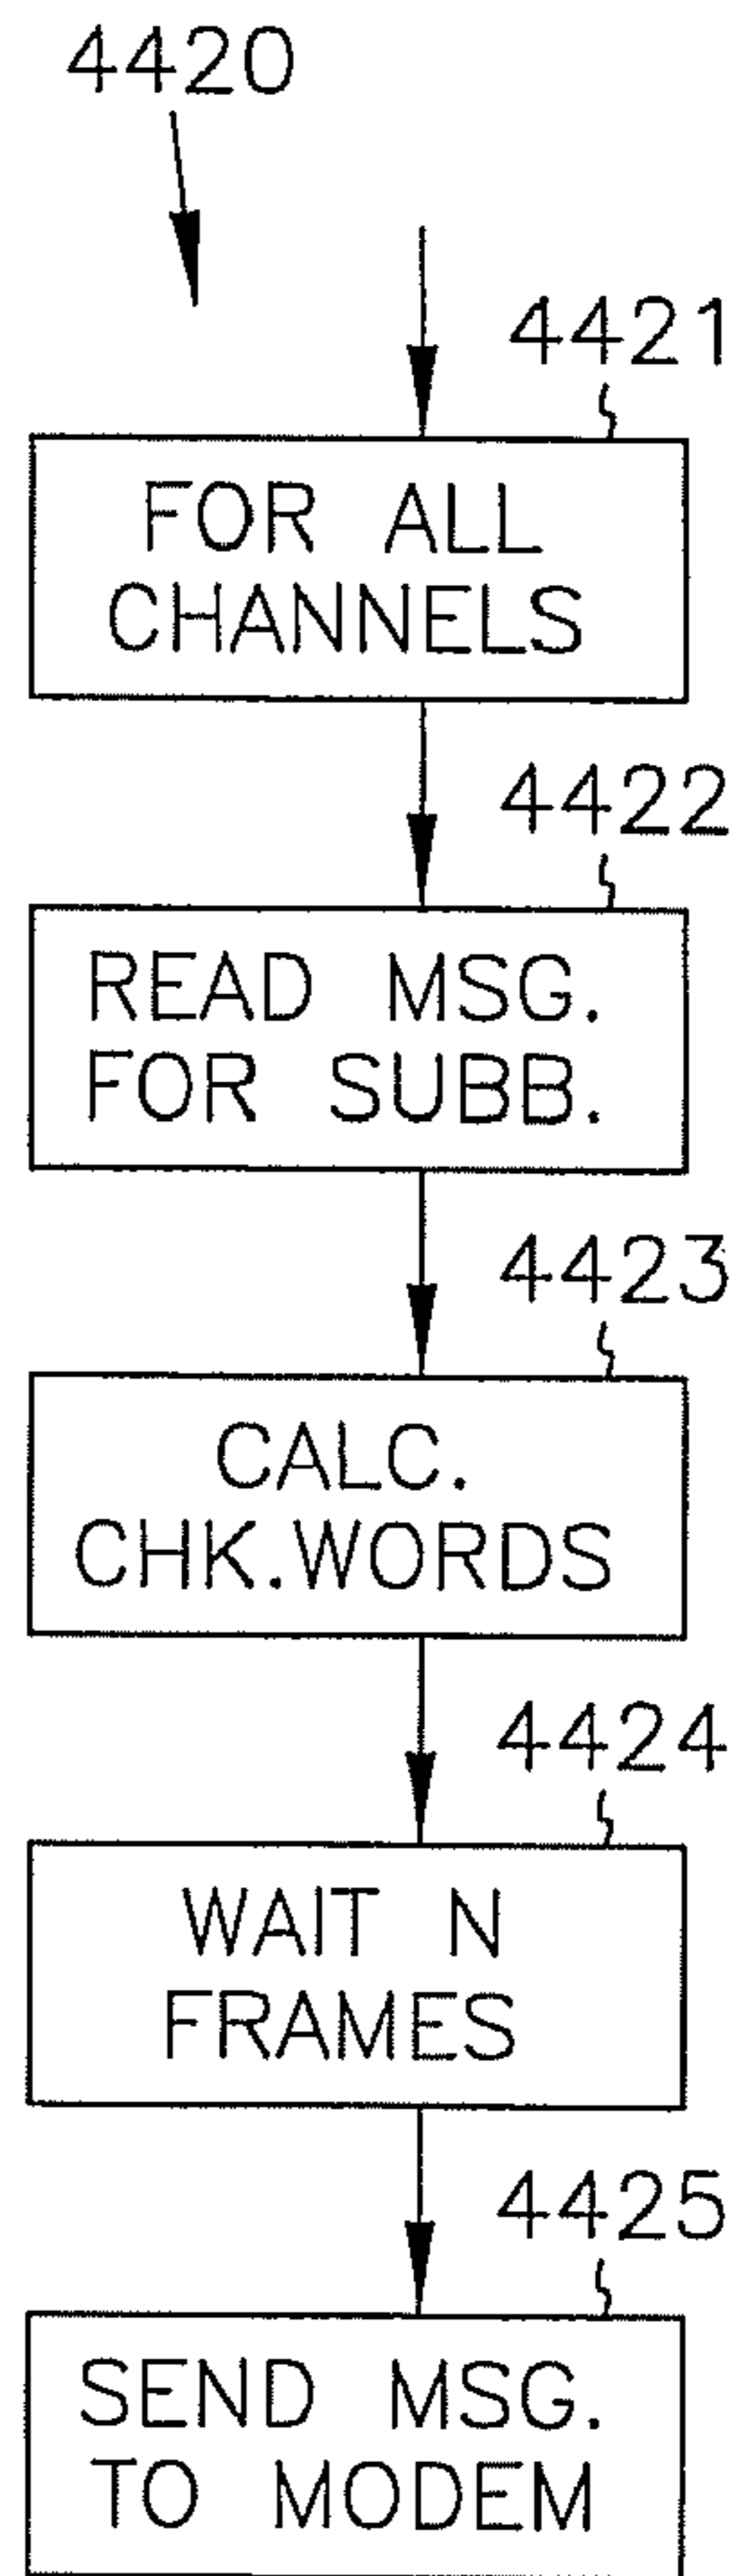 4420
4421
FOR ALL
CHANNELS
4422
READ MSG.
FOR SUBB.
4423
CALC.
CHK.WORDS
4424
WAIT N
FRAMES
4425
SEND MSG.
TO MODEM